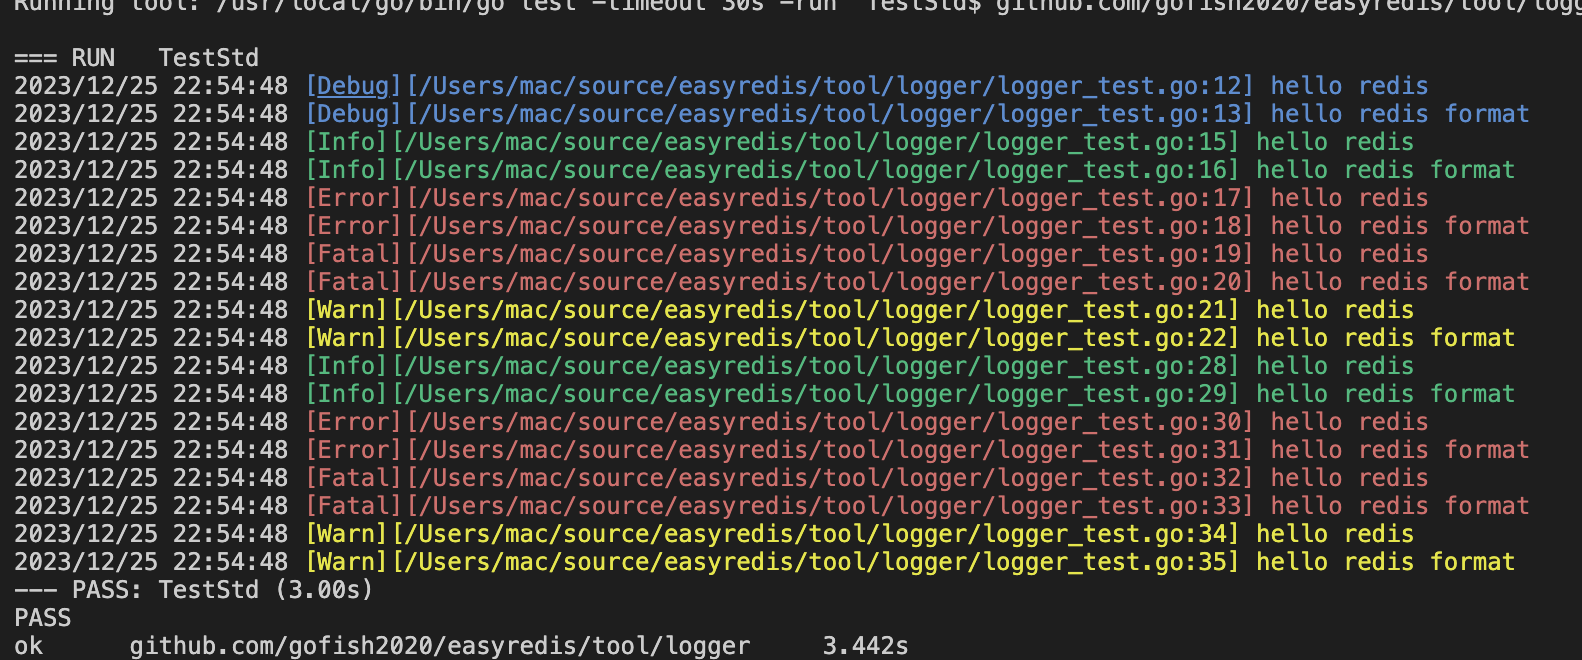 Running tool: /usr/local/go/bin/go test -timeout 30s -run ^TestStd$ github.com/gofish2020/easyredis/tool/logg
=== RUN   TestStd
2023/12/25 22:54:48 [Debug][/Users/mac/source/easyredis/tool/logger/logger_test.go:12] hello redis
2023/12/25 22:54:48 [Debug][/Users/mac/source/easyredis/tool/logger/logger_test.go:13] hello redis format
2023/12/25 22:54:48 [Info][/Users/mac/source/easyredis/tool/logger/logger_test.go:15] hello redis
2023/12/25 22:54:48 [Info][/Users/mac/source/easyredis/tool/logger/logger_test.go:16] hello redis format
2023/12/25 22:54:48 [Error][/Users/mac/source/easyredis/tool/logger/logger_test.go:17] hello redis
2023/12/25 22:54:48 [Error][/Users/mac/source/easyredis/tool/logger/logger_test.go:18] hello redis format
2023/12/25 22:54:48 [Fatal][/Users/mac/source/easyredis/tool/logger/logger_test.go:19] hello redis
2023/12/25 22:54:48 [Fatal][/Users/mac/source/easyredis/tool/logger/logger_test.go:20] hello redis format
2023/12/25 22:54:48 [Warn][/Users/mac/source/easyredis/tool/logger/logger_test.go:21] hello redis
2023/12/25 22:54:48 [Warn][/Users/mac/source/easyredis/tool/logger/logger_test.go:22] hello redis format
2023/12/25 22:54:48 [Info][/Users/mac/source/easyredis/tool/logger/logger_test.go:28] hello redis
2023/12/25 22:54:48 [Info][/Users/mac/source/easyredis/tool/logger/logger_test.go:29] hello redis format
2023/12/25 22:54:48 [Error][/Users/mac/source/easyredis/tool/logger/logger_test.go:30] hello redis
2023/12/25 22:54:48 [Error][/Users/mac/source/easyredis/tool/logger/logger_test.go:31] hello redis format
2023/12/25 22:54:48 [Fatal][/Users/mac/source/easyredis/tool/logger/logger_test.go:32] hello redis
2023/12/25 22:54:48 [Fatal][/Users/mac/source/easyredis/tool/logger/logger_test.go:33] hello redis format
2023/12/25 22:54:48 [Warn][/Users/mac/source/easyredis/tool/logger/logger_test.go:34] hello redis
2023/12/25 22:54:48 [Warn][/Users/mac/source/easyredis/tool/logger/logger_test.go:35] hello redis format
--- PASS: TestStd (3.00s)
PASS
ok      github.com/gofish2020/easyredis/tool/logger     3.442s